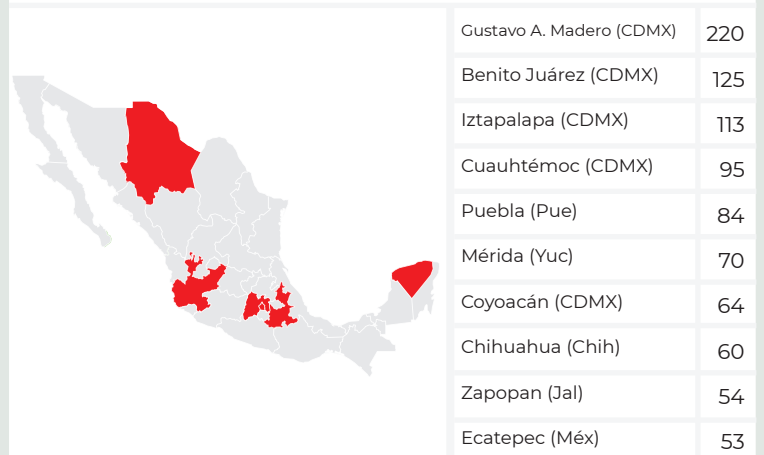 Gustavo A. Madero (CDMX) 220
Benito Juárez (CDMX) 125
Iztapalapa (CDMX) 113
Cuauhtémoc (CDMX) 95
Puebla (Pue) 84
Mérida (Yuc) 70
Coyoacán (CDMX) 64
Chihuahua (Chih) 60
Zapopan (Jal) 54
Ecatepec (Méx) 53